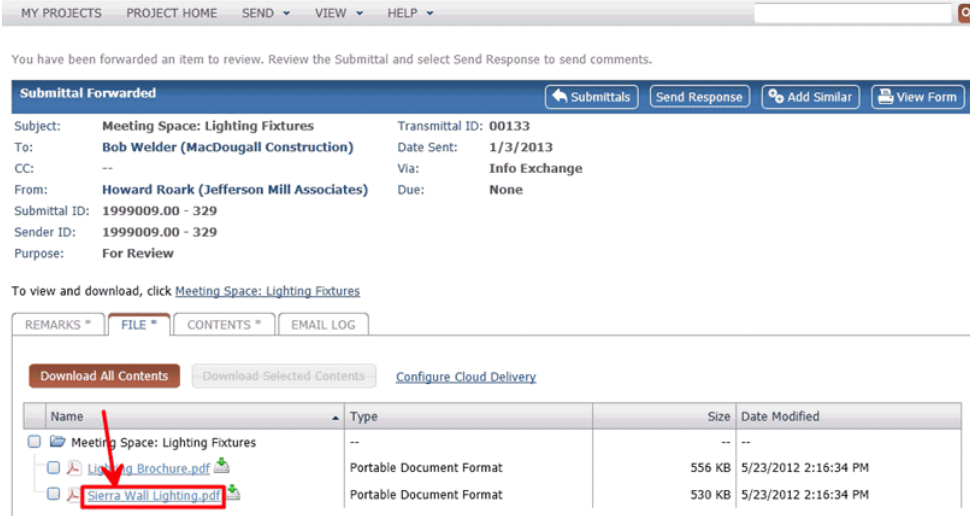 MY PROJECTS PROJECT HOME SEND VIEW HELP
You have been forwarded an item to review. Review the Submittal and select Send Response to send comments.
Submittal Forwarded Submittals Send Response Add Similar View Form
Subject: Meeting Space: Lighting Fixtures Transmittal ID: 00133
To: Bob Welder (MacDougall Construction) Date Sent: 1/3/2013
CC: -- Via: Info Exchange
From: Howard Roark (Jefferson Mill Associates) Due: None
Submittal ID: 1999009.00 - 329
Sender ID: 1999009.00 - 329
Purpose: For Review
To view and download, click Meeting Space: Lighting Fixtures
REMARKS * FILE * CONTENTS * EMAIL LOG
Download All Contents Download Selected Contents Configure Cloud Delivery
Name Type Size Date Modified
Meeting Space: Lighting Fixtures -- -- --
Lighting Brochure.pdf Portable Document Format 556 KB 5/23/2012 2:16:34 PM
Sierra Wall Lighting.pdf Portable Document Format 530 KB 5/23/2012 2:16:34 PM